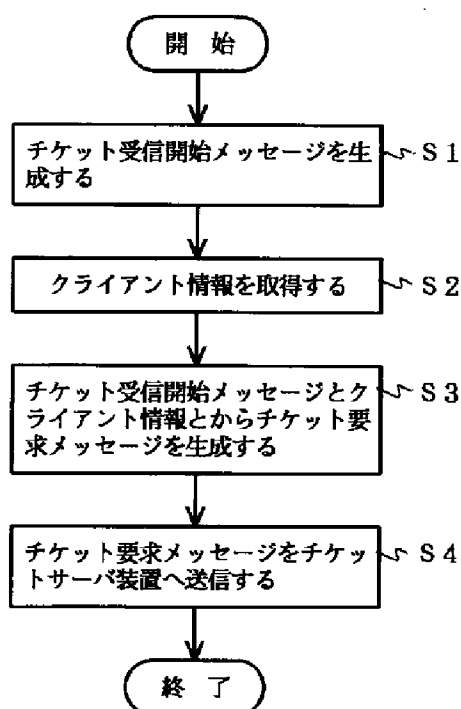 開 始
チケット受信開始メッセージを生
成する
S1
クライアント情報を取得する
S2
チケット受信開始メッセージとク
ライアント情報とからチケット要
求メッセージを生成する
S3
チケット要求メッセージをチケッ
トサーバ装置へ送信する
S4
終 了